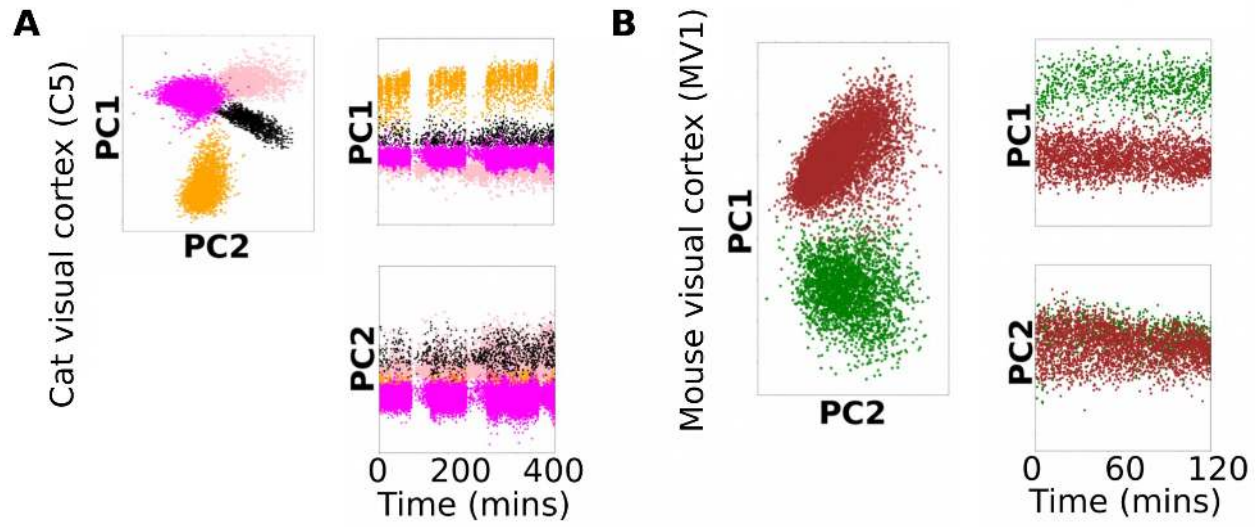 A
Cat visual cortex (C5)
PC1
PC2
PC1
PC2
0 200 400
Time (mins)
B
Mouse visual cortex (MV1)
PC1
PC2
PC1
PC2
0 60 120
Time (mins)